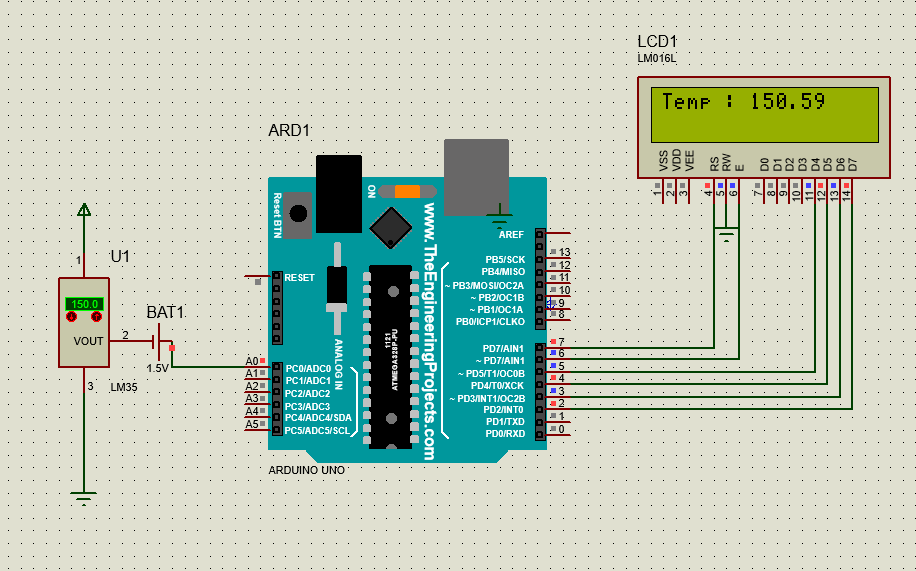 LCD1
LM016L
Temp : 150.59
VSS
VDD
VEE
RS
RW
E
D0
D1
D2
D3
D4
D5
D6
D7
1
2
3
4
5
6
7
8
9
10
11
12
13
14
ARD1
Reset BTN
ON
www.TheEngineeringProjects.com
1121
ATMEGA328P-PU
ANALOG IN
RESET
AREF
PB5/SCK
PB4/MISO
~ PB3/MOSI/OC2A
~ PB2/OC1B
~ PB1/OC1A
PB0/ICP1/CLKO
13
12
11
10
9
8
PD7/AIN1
~ PD7/AIN1
~ PD5/T1/OC0B
PD4/T0/XCK
~ PD3/INT1/OC2B
PD2/INT0
PD1/TXD
PD0/RXD
7
6
5
4
3
2
1
0
A0
A1
A2
A3
A4
A5
PC0/ADC0
PC1/ADC1
PC2/ADC2
PC3/ADC3
PC4/ADC4/SDA
PC5/ADC5/SCL
ARDUINO UNO
U1
1
150.0
VOUT
2
3
LM35
BAT1
1.5V